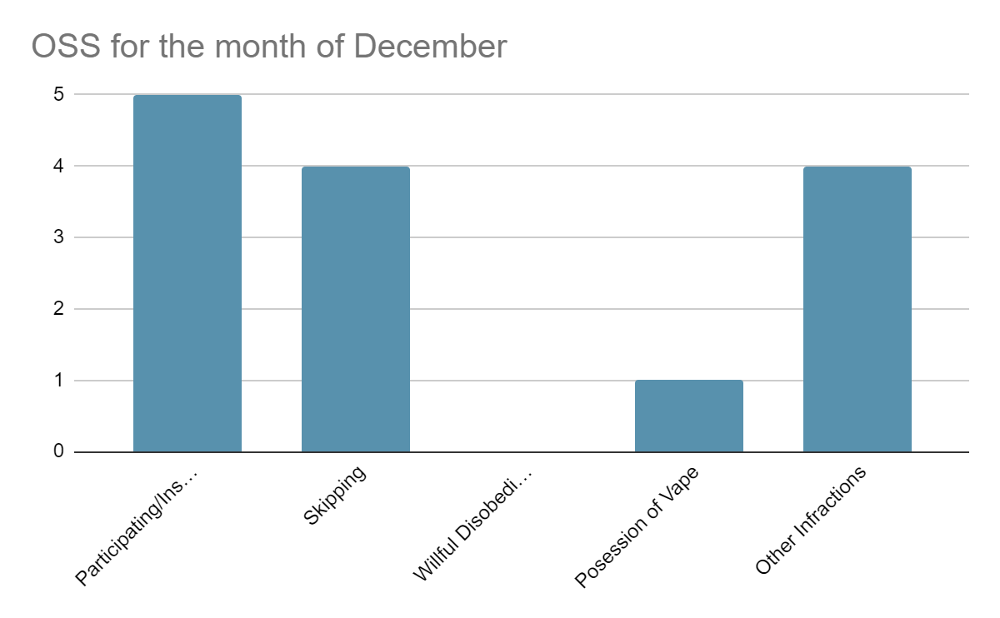 OSS for the month of December
5
4
3
2
1
0
Participating/Ins…
Skipping
Willful Disobedi…
Posession of Vape
Other Infractions